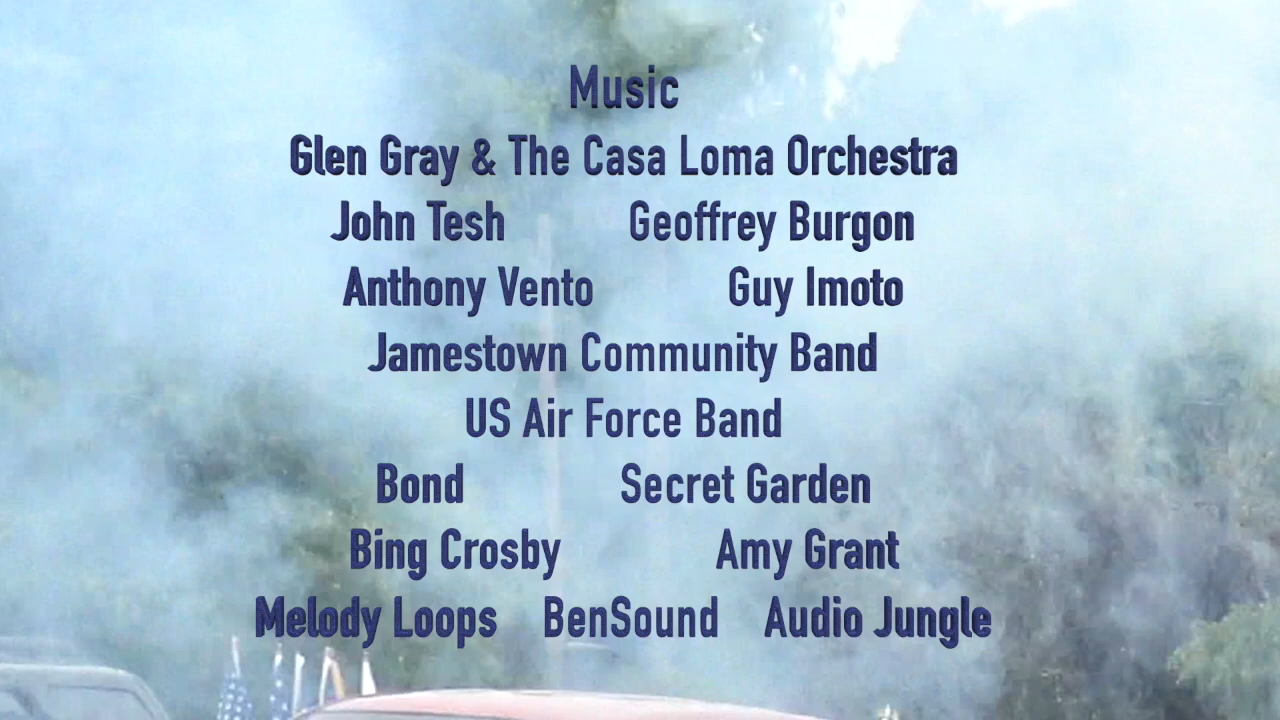 Music
Glen Gray & The Casa Loma Orchestra
John Tesh Geoffrey Burgon
Anthony Vento Guy Imoto
Jamestown Community Band
US Air Force Band
Bond Secret Garden
Bing Crosby Amy Grant
Melody Loops BenSound Audio Jungle